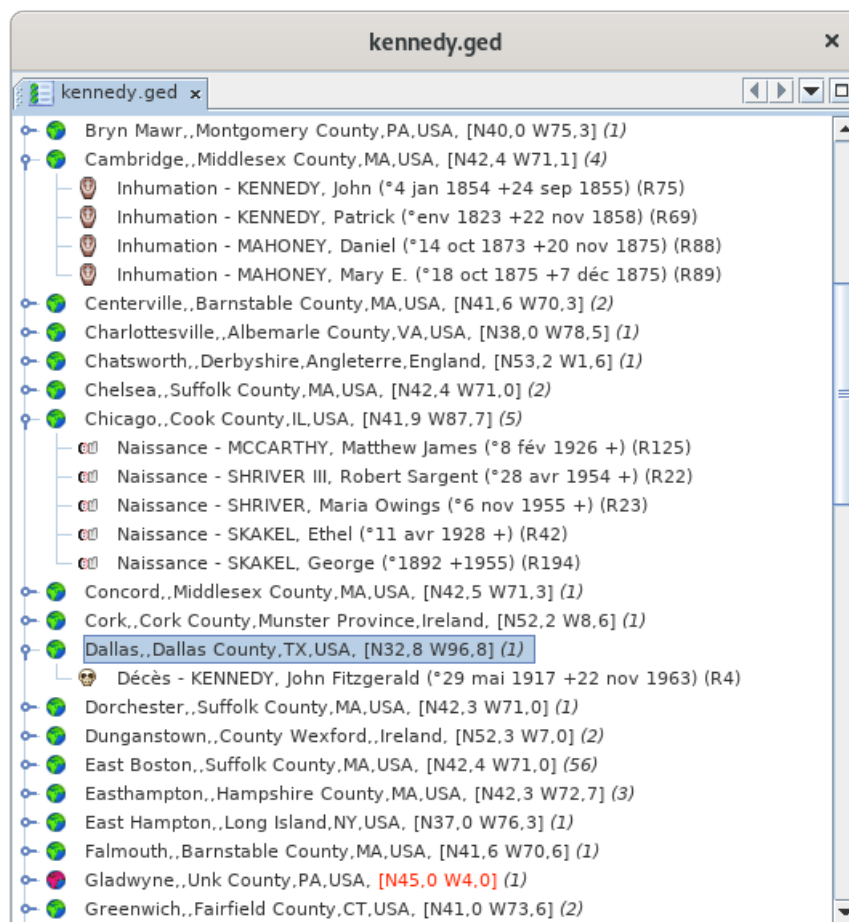 kennedy.ged
kennedy.ged
Bryn Mawr,,Montgomery County,PA,USA, [N40,0 W75,3] (1)
Cambridge,,Middlesex County,MA,USA, [N42,4 W71,1] (4)
Inhumation - KENNEDY, John (°4 jan 1854 +24 sep 1855) (R75)
Inhumation - KENNEDY, Patrick (°env 1823 +22 nov 1858) (R69)
Inhumation - MAHONEY, Daniel (°14 oct 1873 +20 nov 1875) (R88)
Inhumation - MAHONEY, Mary E. (°18 oct 1875 +7 déc 1875) (R89)
Centerville,,Barnstable County,MA,USA, [N41,6 W70,3] (2)
Charlottesville,,Albemarle County,VA,USA, [N38,0 W78,5] (1)
Chatsworth,,Derbyshire,Angleterre,England, [N53,2 W1,6] (1)
Chelsea,,Suffolk County,MA,USA, [N42,4 W71,0] (2)
Chicago,,Cook County,IL,USA, [N41,9 W87,7] (5)
Naissance - MCCARTHY, Matthew James (°8 fév 1926 +) (R125)
Naissance - SHRIVER III, Robert Sargent (°28 avr 1954 +) (R22)
Naissance - SHRIVER, Maria Owings (°6 nov 1955 +) (R23)
Naissance - SKAKEL, Ethel (°11 avr 1928 +) (R42)
Naissance - SKAKEL, George (°1892 +1955) (R194)
Concord,,Middlesex County,MA,USA, [N42,5 W71,3] (1)
Cork,,Cork County,Munster Province,Ireland, [N52,2 W8,6] (1)
Dallas,,Dallas County,TX,USA, [N32,8 W96,8] (1)
Décès - KENNEDY, John Fitzgerald (°29 mai 1917 +22 nov 1963) (R4)
Dorchester,,Suffolk County,MA,USA, [N42,3 W71,0] (1)
Dunganstown,,County Wexford,,Ireland, [N52,3 W7,0] (2)
East Boston,,Suffolk County,MA,USA, [N42,4 W71,0] (56)
Easthampton,,Hampshire County,MA,USA, [N42,3 W72,7] (3)
East Hampton,,Long Island,NY,USA, [N37,0 W76,3] (1)
Falmouth,,Barnstable County,MA,USA, [N41,6 W70,6] (1)
Gladwyne,,Unk County,PA,USA, [N45,0 W4,0] (1)
Greenwich,,Fairfield County,CT,USA, [N41,0 W73,6] (2)